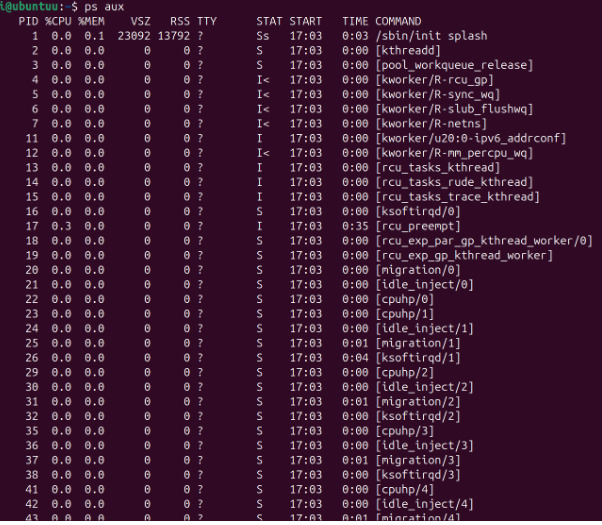 i@ubuntuu:~$ ps aux
PID %CPU %MEM VSZ RSS TTY STAT START TIME COMMAND
1 0.0 0.1 23092 13792 ? Ss 17:03 0:03 /sbin/init splash
2 0.0 0.0 0 0 ? S 17:03 0:00 [kthreadd]
3 0.0 0.0 0 0 ? S 17:03 0:00 [pool_workqueue_release]
4 0.0 0.0 0 0 ? I< 17:03 0:00 [kworker/R-rcu_gp]
5 0.0 0.0 0 0 ? I< 17:03 0:00 [kworker/R-sync_wq]
6 0.0 0.0 0 0 ? I< 17:03 0:00 [kworker/R-slub_flushwq]
7 0.0 0.0 0 0 ? I< 17:03 0:00 [kworker/R-netns]
11 0.0 0.0 0 0 ? I 17:03 0:00 [kworker/u20:0-ipv6_addrconf]
12 0.0 0.0 0 0 ? I< 17:03 0:00 [kworker/R-mm_percpu_wq]
13 0.0 0.0 0 0 ? I 17:03 0:00 [rcu_tasks_kthread]
14 0.0 0.0 0 0 ? I 17:03 0:00 [rcu_tasks_rude_kthread]
15 0.0 0.0 0 0 ? I 17:03 0:00 [rcu_tasks_trace_kthread]
16 0.0 0.0 0 0 ? S 17:03 0:00 [ksoftirqd/0]
17 0.3 0.0 0 0 ? I 17:03 0:35 [rcu_preempt]
18 0.0 0.0 0 0 ? S 17:03 0:00 [rcu_exp_par_gp_kthread_worker/0]
19 0.0 0.0 0 0 ? S 17:03 0:00 [rcu_exp_gp_kthread_worker]
20 0.0 0.0 0 0 ? S 17:03 0:00 [migration/0]
21 0.0 0.0 0 0 ? S 17:03 0:00 [idle_inject/0]
22 0.0 0.0 0 0 ? S 17:03 0:00 [cpuhp/0]
23 0.0 0.0 0 0 ? S 17:03 0:00 [cpuhp/1]
24 0.0 0.0 0 0 ? S 17:03 0:00 [idle_inject/1]
25 0.0 0.0 0 0 ? S 17:03 0:01 [migration/1]
26 0.0 0.0 0 0 ? S 17:03 0:04 [ksoftirqd/1]
29 0.0 0.0 0 0 ? S 17:03 0:00 [cpuhp/2]
30 0.0 0.0 0 0 ? S 17:03 0:00 [idle_inject/2]
31 0.0 0.0 0 0 ? S 17:03 0:01 [migration/2]
32 0.0 0.0 0 0 ? S 17:03 0:00 [ksoftirqd/2]
35 0.0 0.0 0 0 ? S 17:03 0:00 [cpuhp/3]
36 0.0 0.0 0 0 ? S 17:03 0:00 [idle_inject/3]
37 0.0 0.0 0 0 ? S 17:03 0:01 [migration/3]
38 0.0 0.0 0 0 ? S 17:03 0:00 [ksoftirqd/3]
41 0.0 0.0 0 0 ? S 17:03 0:00 [cpuhp/4]
42 0.0 0.0 0 0 ? S 17:03 0:00 [idle_inject/4]
43 0.0 0.0 0 0 ? S 17:03 0:01 [migration/4]